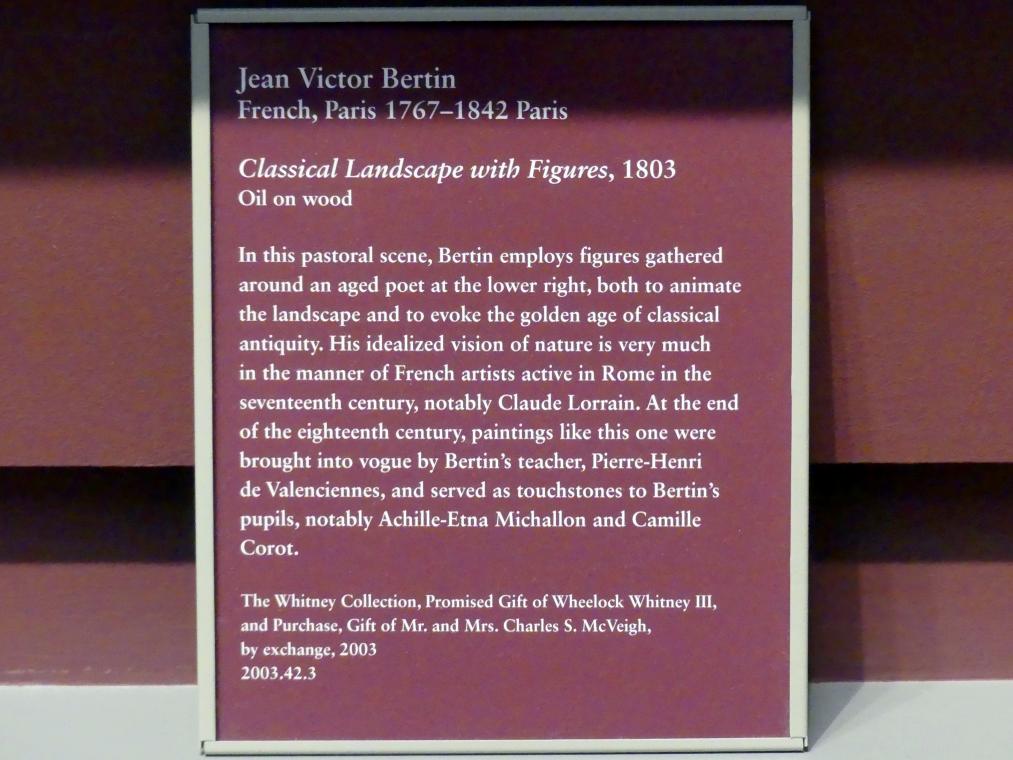 Jean Victor Bertin
French, Paris 1767–1842 Paris
Classical Landscape with Figures, 1803
Oil on wood
In this pastoral scene, Bertin employs figures gathered
around an aged poet at the lower right, both to animate
the landscape and to evoke the golden age of classical
antiquity. His idealized vision of nature is very much
in the manner of French artists active in Rome in the
seventeenth century, notably Claude Lorrain. At the end
of the eighteenth century, paintings like this one were
brought into vogue by Bertin’s teacher, Pierre-Henri
de Valenciennes, and served as touchstones to Bertin’s
pupils, notably Achille-Etna Michallon and Camille
Corot.
The Whitney Collection, Promised Gift of Wheelock Whitney III,
and Purchase, Gift of Mr. and Mrs. Charles S. McVeigh,
by exchange, 2003
2003.42.3